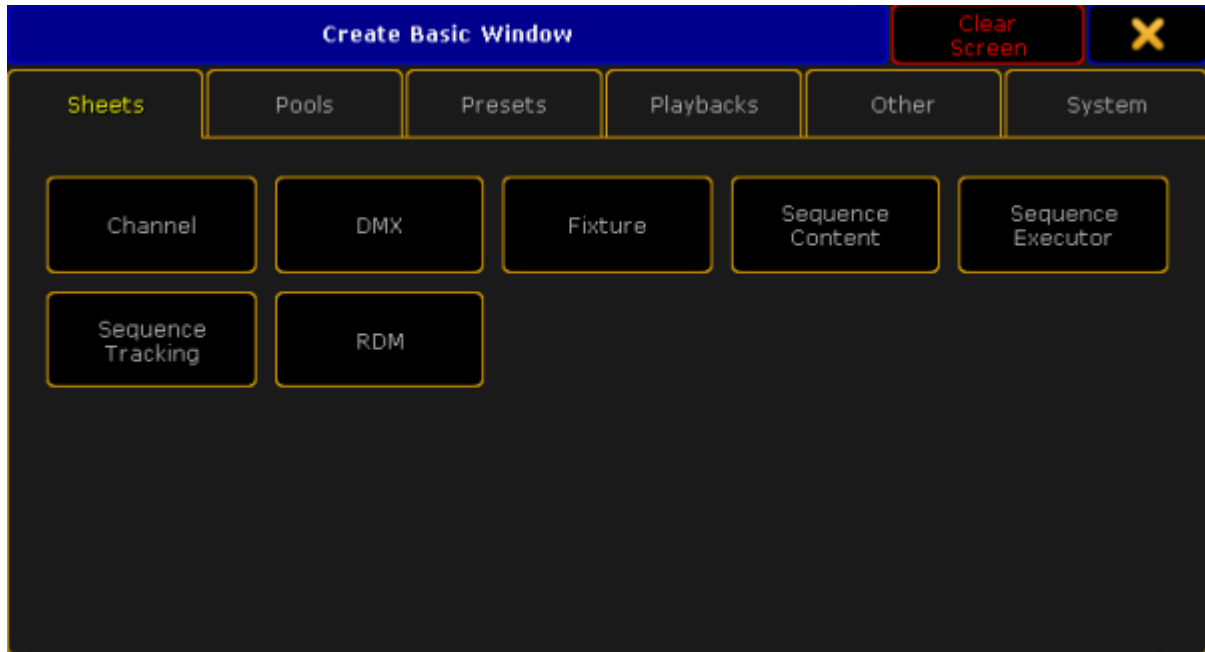 Create Basic Window
Clear
Screen
Sheets
Pools
Presets
Playbacks
Other
System
Channel
DMX
Fixture
Sequence
Content
Sequence
Executor
Sequence
Tracking
RDM